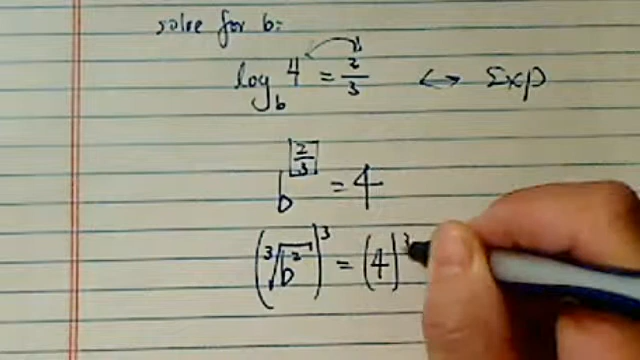 solve for b:
log_b 4 = 2/3 ↔ Exp
b^(2/3) = 4
(∛(b²))³ = (4)³